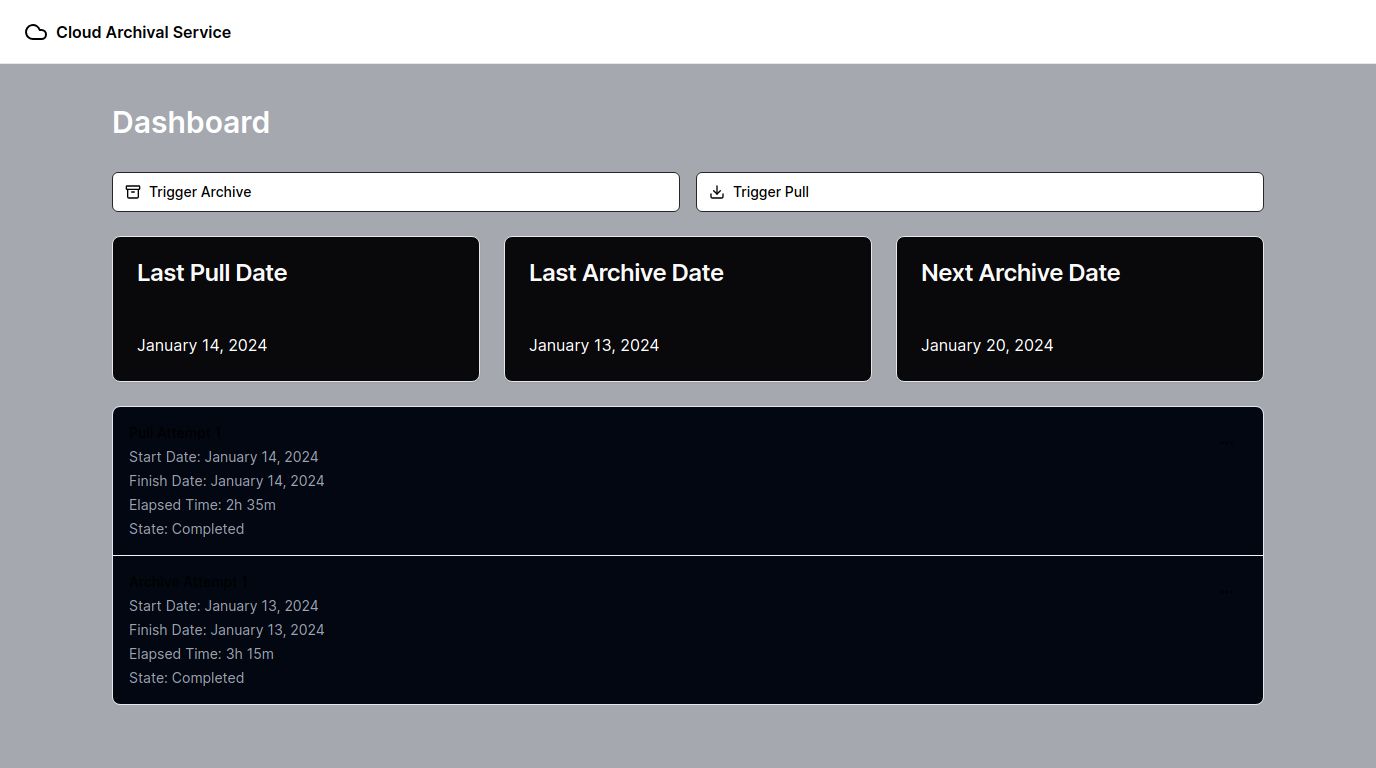 Cloud Archival Service
Dashboard
Trigger Archive
Trigger Pull
Last Pull Date
Last Archive Date
Next Archive Date
January 14, 2024
January 13, 2024
January 20, 2024
Pull Attempt 1
Start Date: January 14, 2024
Finish Date: January 14, 2024
Elapsed Time: 2h 35m
State: Completed
Archive Attempt 1
Start Date: January 13, 2024
Finish Date: January 13, 2024
Elapsed Time: 3h 15m
State: Completed